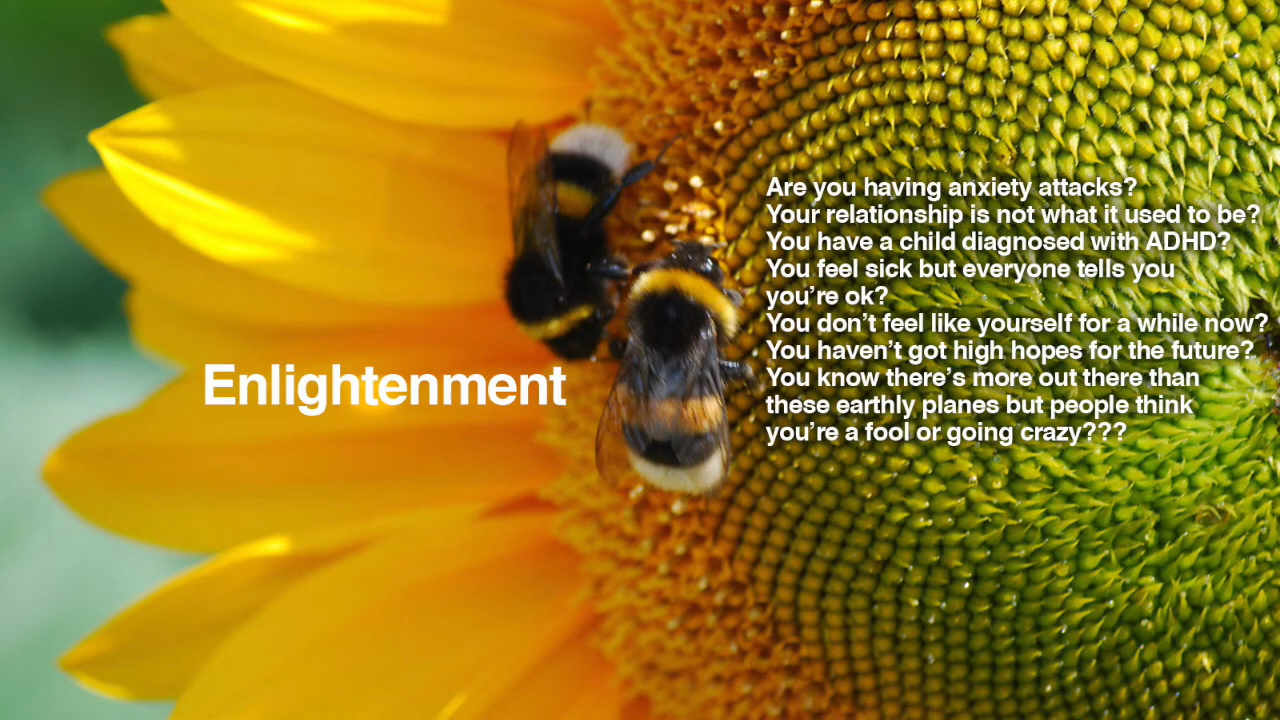 Enlightenment
Are you having anxiety attacks?
Your relationship is not what it used to be?
You have a child diagnosed with ADHD?
You feel sick but everyone tells you
you’re ok?
You don’t feel like yourself for a while now?
You haven’t got high hopes for the future?
You know there’s more out there than
these earthly planes but people think
you’re a fool or going crazy???